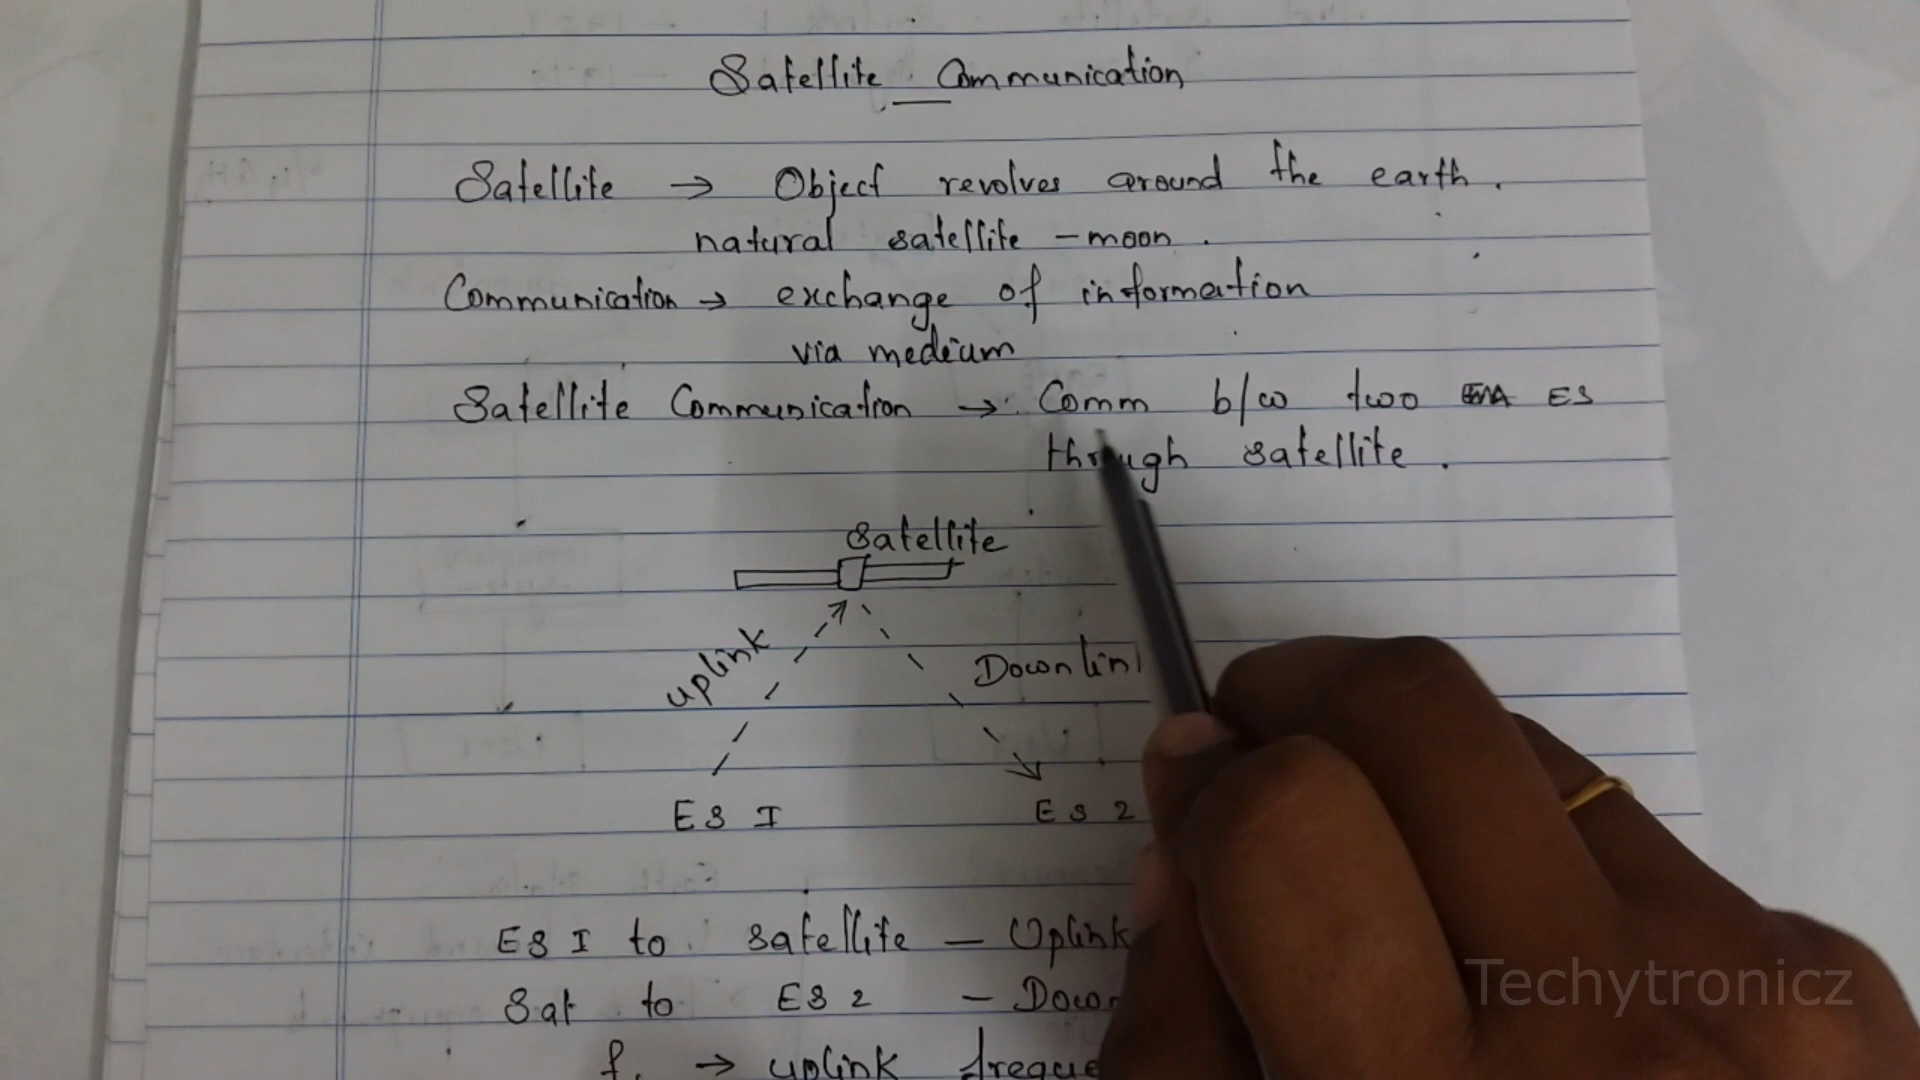 Satellite Communication
Satellite → Object revolves around the earth.
natural satellite - moon.
Communication → exchange of information
via medium
Satellite Communication → Comm b/w two ES
through satellite.
Satellite
uplink
Downlin
ES I
ES 2
ES I to satellite - Uplink
Sat to ES 2 - Down
→ uplink freque
Techytronicz